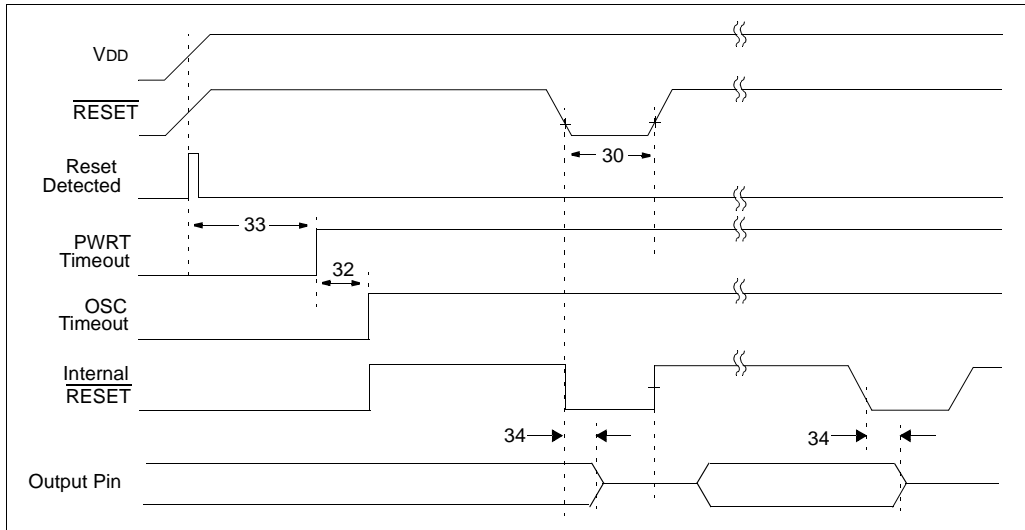 VDD
RESET
Reset
Detected
30
33
PWRT
Timeout
32
OSC
Timeout
Internal
RESET
34
34
Output Pin